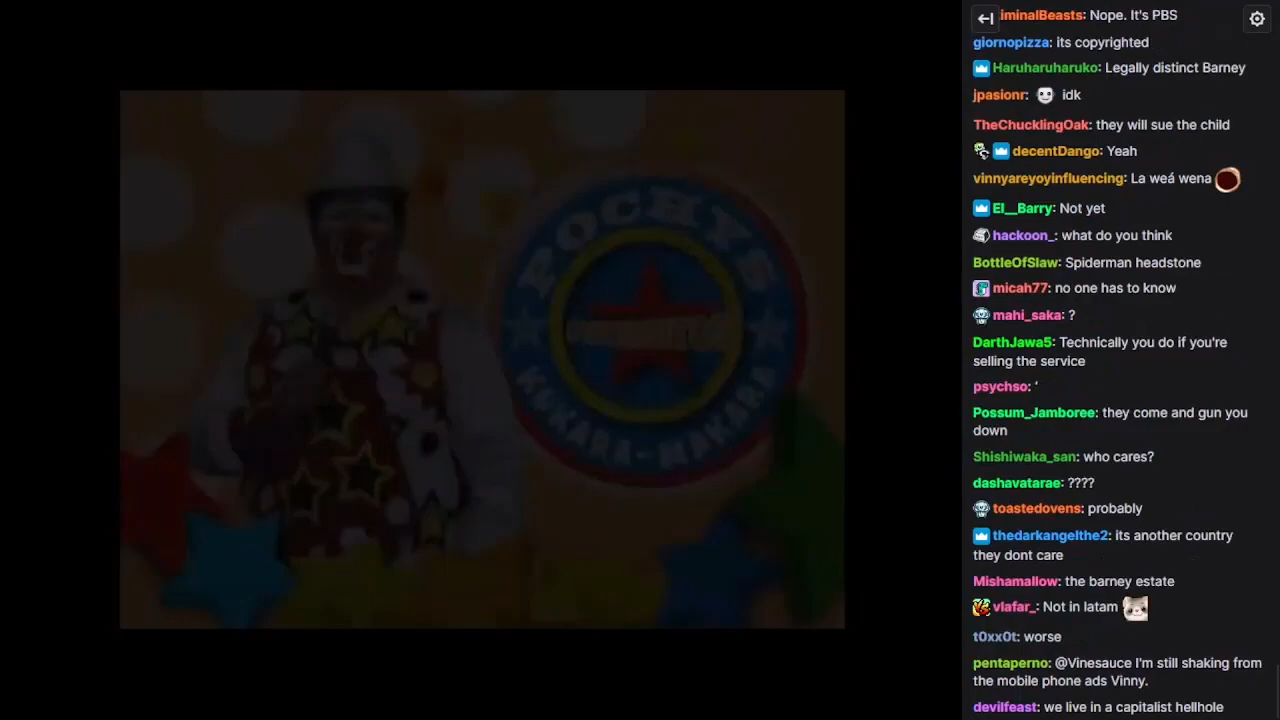 POCHYS
KUKARA-MAKARA
iminalBeasts: Nope. It's PBS
giornopizza: its copyrighted
Haruharuharuko: Legally distinct Barney
jpasionr: idk
TheChucklingOak: they will sue the child
decentDango: Yeah
vinnyareyoyinfluencing: La weá wena
El__Barry: Not yet
hackoon_: what do you think
BottleOfSlaw: Spiderman headstone
micah77: no one has to know
mahi_saka: ?
DarthJawa5: Technically you do if you're
selling the service
psychso: ‘
Possum_Jamboree: they come and gun you
down
Shishiwaka_san: who cares?
dashavatarae: ????
toastedovens: probably
thedarkangelthe2: its another country
they dont care
Mishamallow: the barney estate
vlafar_: Not in latam
t0xx0t: worse
pentaperno: @Vinesauce I'm still shaking from
the mobile phone ads Vinny.
devilfeast: we live in a capitalist hellhole